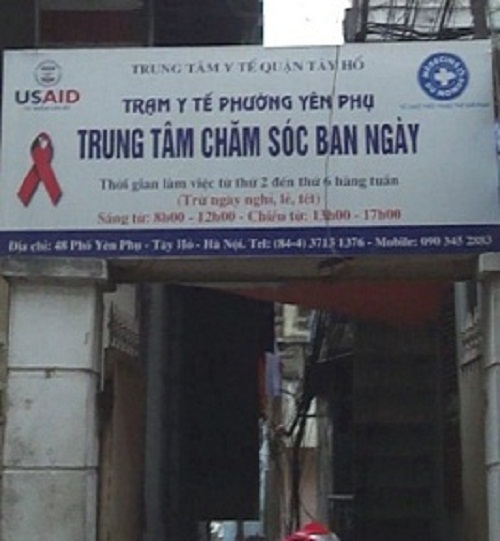 TRUNG TÂM Y TẾ QUẬN TÂY HỒ
USAID
TRẠM Y TẾ PHƯỜNG YÊN PHỤ
TRUNG TÂM CHĂM SÓC BAN NGÀY
Thời gian làm việc từ thứ 2 đến thứ 6 hàng tuần
(Trừ ngày nghỉ, lễ, tết)
Sáng từ: 8h00 - 12h00 - Chiều từ: 13h00 - 17h00
Địa chỉ: 48 Phố Yên Phụ - Tây Hồ - Hà Nội. Tel: (84-4) 3715 1376 - Mobile: 090 345 2883